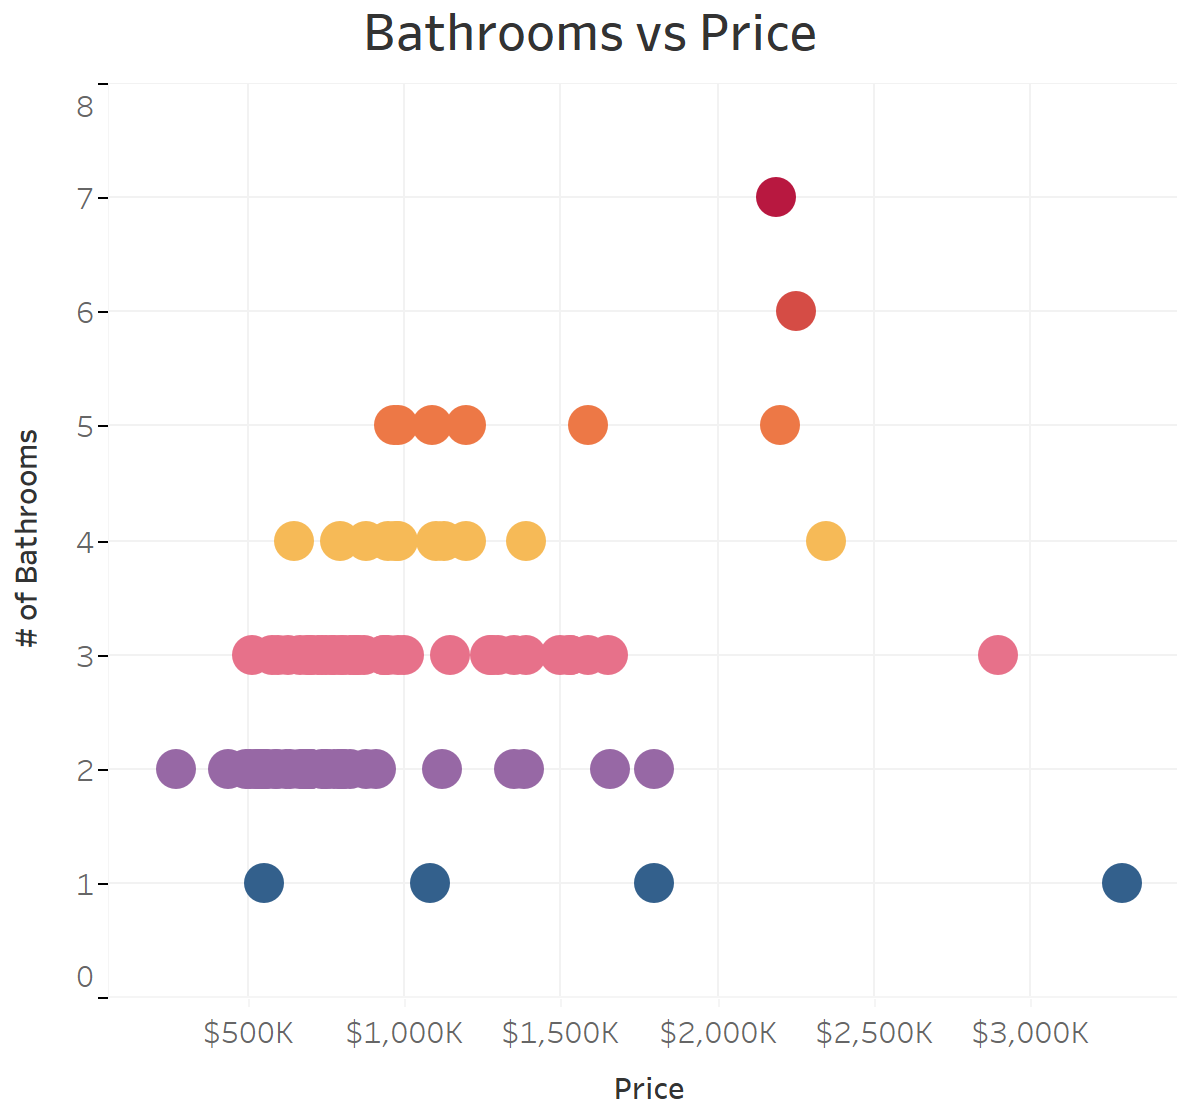 Bathrooms vs Price
8
7
6
5
4
3
2
1
0
# of Bathrooms
$500K $1,000K $1,500K $2,000K $2,500K $3,000K
Price